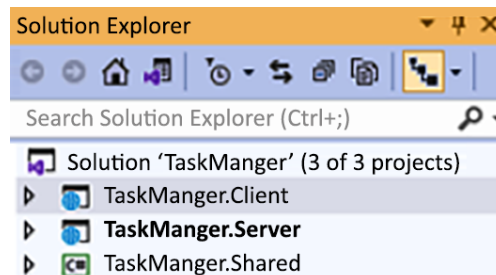 Solution Explorer
Search Solution Explorer (Ctrl+;)
Solution ‘TaskManger’ (3 of 3 projects)
TaskManger.Client
TaskManger.Server
C#
TaskManger.Shared